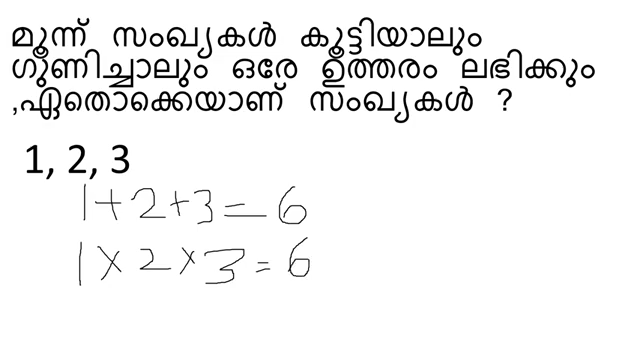 മൂന്ന് സംഖ്യകൾ കൂട്ടിയാലും
ഗുണിച്ചാലും ഒരേ ഉത്തരം ലഭിക്കും
,ഏതൊക്കെയാണ് സംഖ്യകൾ ?
1, 2, 3
1+2+3=6
1×2×3=6